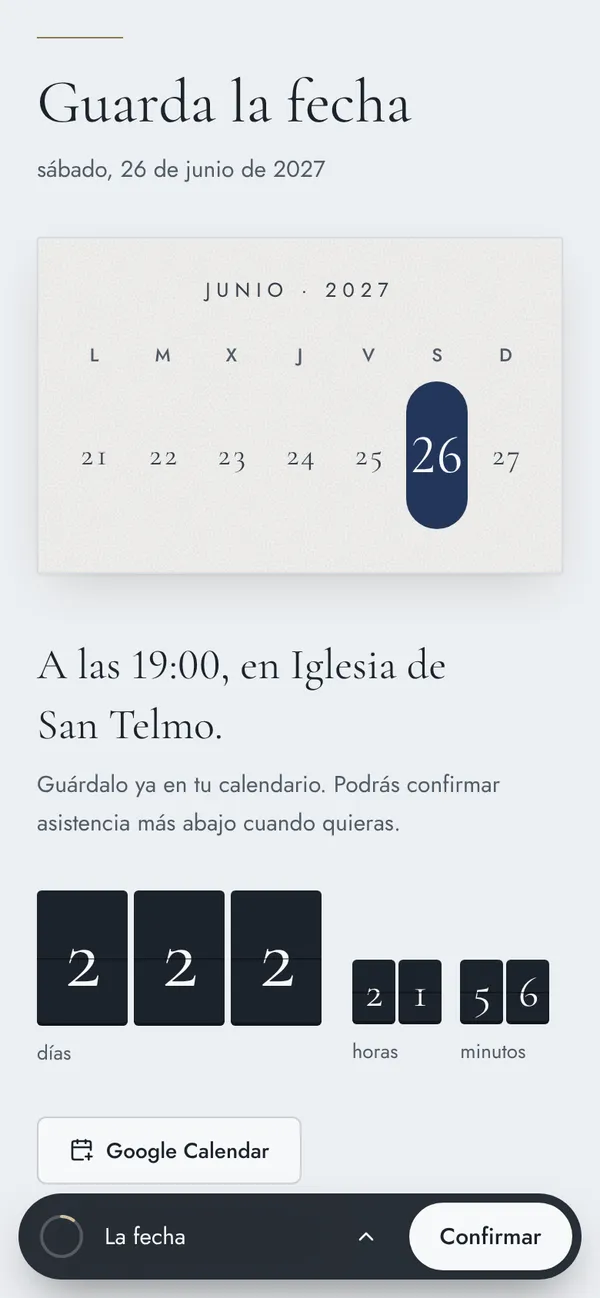 Guarda la fecha
sábado, 26 de junio de 2027
JUNIO · 2027
L M X J V S D
21 22 23 24 25 26 27
A las 19:00, en Iglesia de
San Telmo.
Guárdalo ya en tu calendario. Podrás confirmar
asistencia más abajo cuando quieras.
2 2 2 2 1 5 6
días horas minutos
Google Calendar
La fecha Confirmar